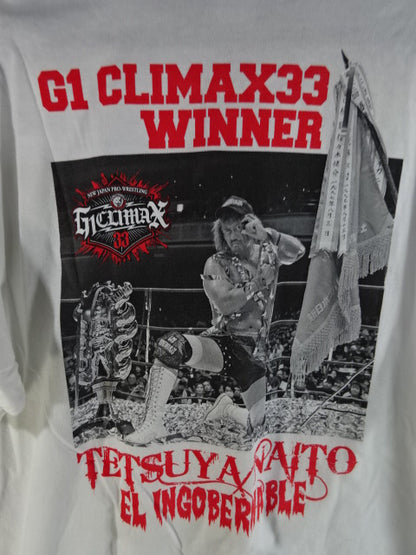 G1 CLIMAX33
WINNER
NEW JAPAN PRO-WRESTLING
G1 CLIMAX
33
TETSUYA NAITO
EL INGOBERNABLE